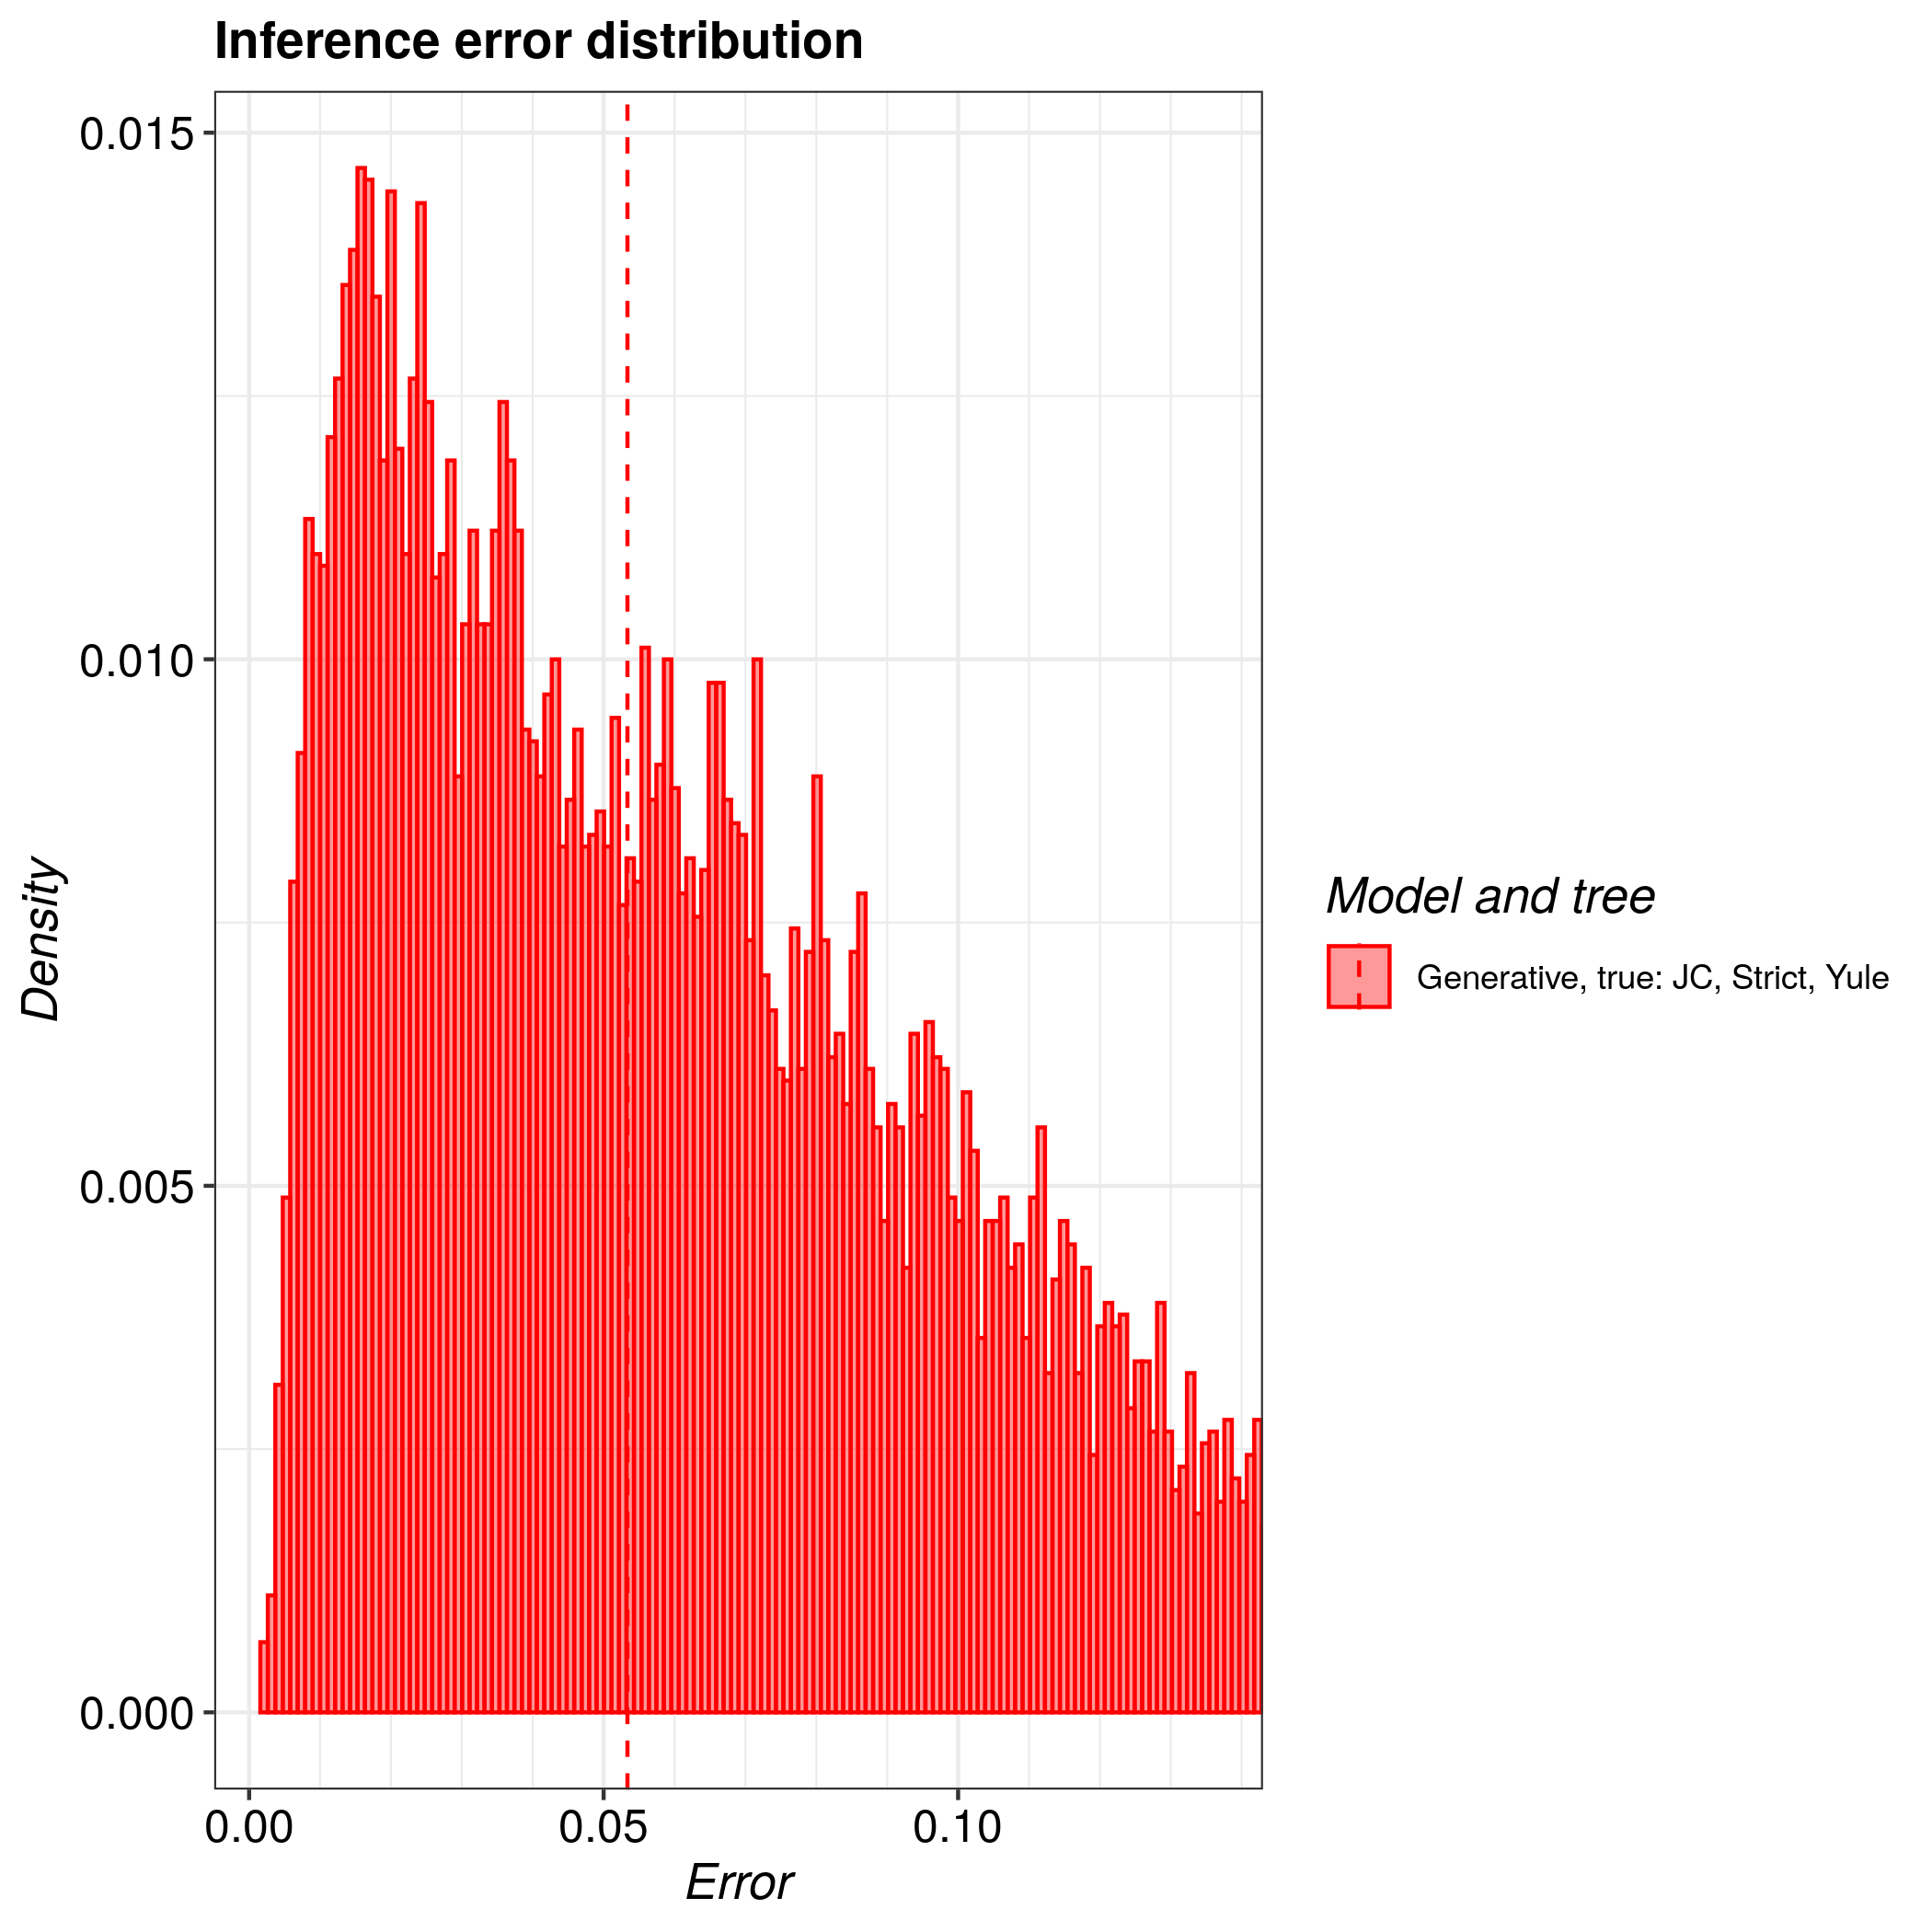 Inference error distribution
0.015
0.010
0.005
0.000
Density
0.00 0.05 0.10
Error
Model and tree
Generative, true: JC, Strict, Yule